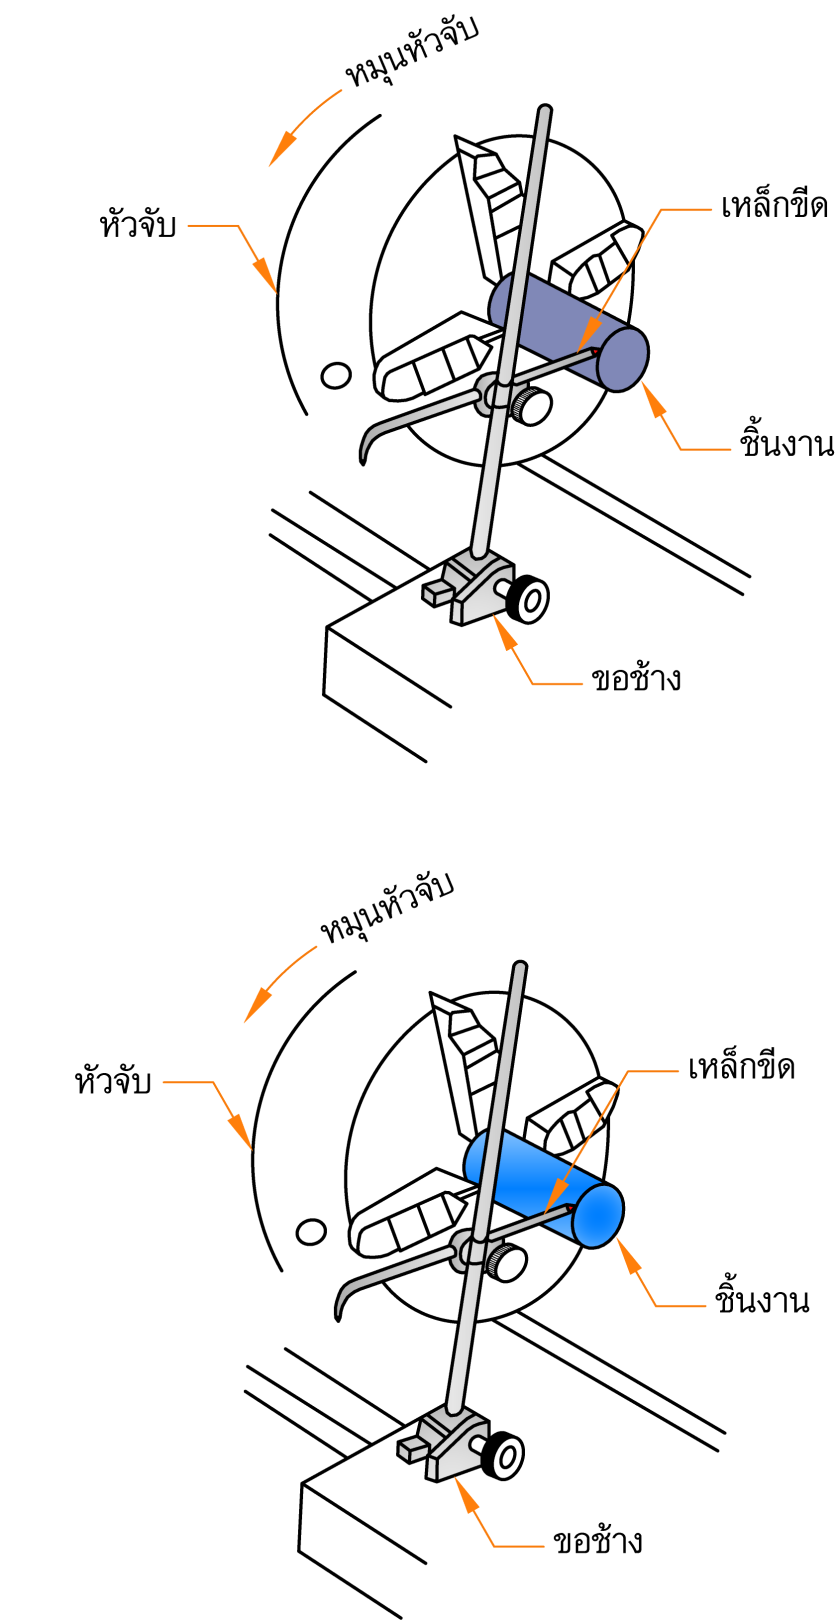 หมุนหัวจับ
เหล็กขีด
หัวจับ
ชิ้นงาน
ขอช้าง
หมุนหัวจับ
เหล็กขีด
หัวจับ
ชิ้นงาน
ขอช้าง